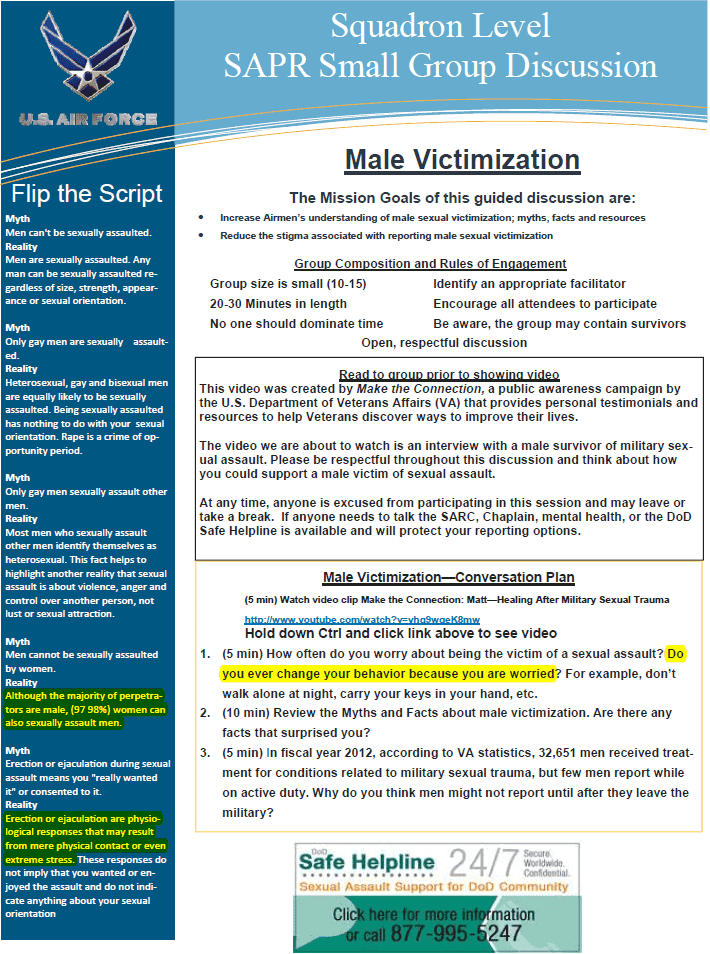 Squadron Level
SAPR Small Group Discussion
U.S. AIR FORCE
Flip the Script
Myth
Men can't be sexually assaulted.
Reality
Men are sexually assaulted. Any
man can be sexually assaulted re-
gardless of size, strength, appear-
ance or sexual orientation.
Myth
Only gay men are sexually assault-
ed.
Reality
Heterosexual, gay and bisexual men
are equally likely to be sexually
assaulted. Being sexually assaulted
has nothing to do with your sexual
orientation. Rape is a crime of op-
portunity period.
Myth
Only gay men sexually assault other
men.
Reality
Most men who sexually assault
other men identify themselves as
heterosexual. This fact helps to
highlight another reality that sexual
assault is about violence, anger and
control over another person, not
lust or sexual attraction.
Myth
Men cannot be sexually assaulted
by women.
Reality
Although the majority of perpetra-
tors are male, (97 98%) women can
also sexually assault men.
Myth
Erection or ejaculation during sexual
assault means you "really wanted
it" or consented to it.
Reality
Erection or ejaculation are physio-
logical responses that may result
from mere physical contact or even
extreme stress. These responses do
not imply that you wanted or en-
joyed the assault and do not indi-
cate anything about your sexual
orientation
Male Victimization
The Mission Goals of this guided discussion are:
• Increase Airmen's understanding of male sexual victimization; myths, facts and resources
• Reduce the stigma associated with reporting male sexual victimization
Group Composition and Rules of Engagement
Group size is small (10-15) Identify an appropriate facilitator
20-30 Minutes in length Encourage all attendees to participate
No one should dominate time Be aware, the group may contain survivors
Open, respectful discussion
Read to group prior to showing video
This video was created by Make the Connection, a public awareness campaign by
the U.S. Department of Veterans Affairs (VA) that provides personal testimonials and
resources to help Veterans discover ways to improve their lives.
The video we are about to watch is an interview with a male survivor of military sex-
ual assault. Please be respectful throughout this discussion and think about how
you could support a male victim of sexual assault.
At any time, anyone is excused from participating in this session and may leave or
take a break. If anyone needs to talk the SARC, Chaplain, mental health, or the DoD
Safe Helpline is available and will protect your reporting options.
Male Victimization—Conversation Plan
(5 min) Watch video clip Make the Connection: Matt—Healing After Military Sexual Trauma
http://www.youtube.com/watch?v=vhq9wqeK8mw
Hold down Ctrl and click link above to see video
1. (5 min) How often do you worry about being the victim of a sexual assault? Do
you ever change your behavior because you are worried? For example, don't
walk alone at night, carry your keys in your hand, etc.
2. (10 min) Review the Myths and Facts about male victimization. Are there any
facts that surprised you?
3. (5 min) In fiscal year 2012, according to VA statistics, 32,651 men received treat-
ment for conditions related to military sexual trauma, but few men report while
on active duty. Why do you think men might not report until after they leave the
military?
DoD
Safe Helpline 24/7 Secure.
Worldwide.
Confidential.
Sexual Assault Support for DoD Community
Click here for more information
or call 877-995-5247